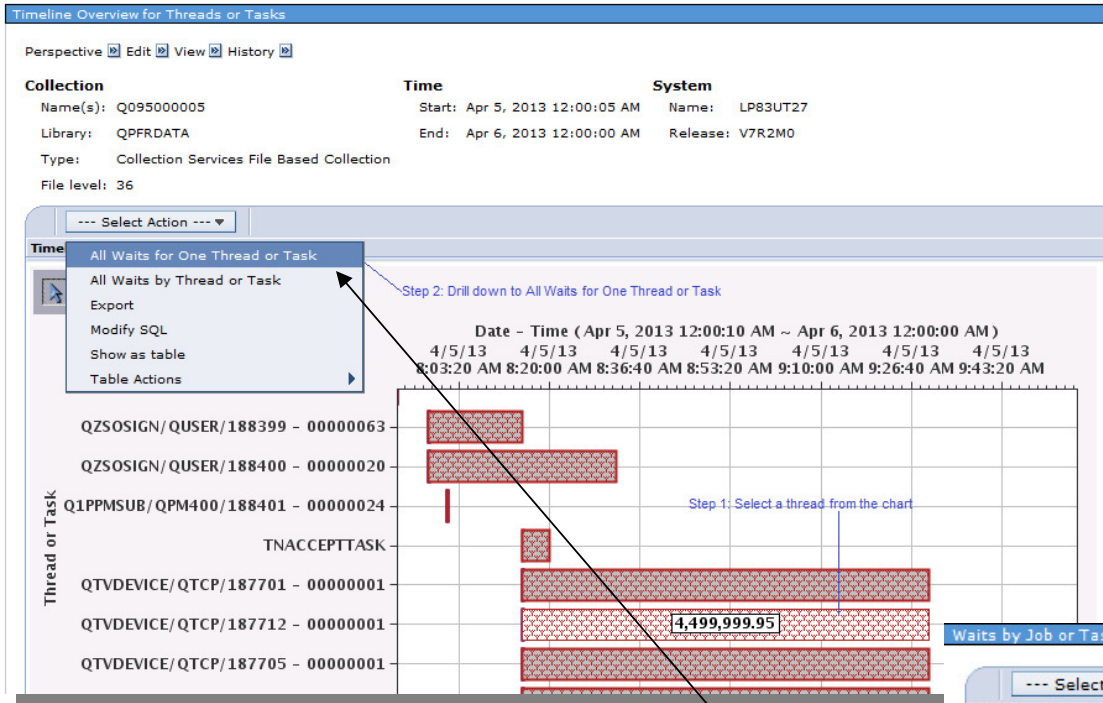 Timeline Overview for Threads or Tasks
Perspective Edit View History
Collection Time System
Name(s): Q095000005 Start: Apr 5, 2013 12:00:05 AM Name: LP83UT27
Library: QPFRDATA End: Apr 6, 2013 12:00:00 AM Release: V7R2M0
Type: Collection Services File Based Collection
File level: 36
--- Select Action ---
Time
All Waits for One Thread or Task
All Waits by Thread or Task
Export
Modify SQL
Show as table
Table Actions
Step 2: Drill down to All Waits for One Thread or Task
Date - Time (Apr 5, 2013 12:00:10 AM ~ Apr 6, 2013 12:00:00 AM)
4/5/13 4/5/13 4/5/13 4/5/13 4/5/13 4/5/13 4/5/13
8:03:20 AM 8:20:00 AM 8:36:40 AM 8:53:20 AM 9:10:00 AM 9:26:40 AM 9:43:20 AM
Thread or Task
QZSOSIGN/QUSER/188399 - 00000063
QZSOSIGN/QUSER/188400 - 00000020
Q1PPMSUB/QPM400/188401 - 00000024
Step 1: Select a thread from the chart
TNACCEPTTASK
QTVDEVICE/QTCP/187701 - 00000001
QTVDEVICE/QTCP/187712 - 00000001
4,499,999.95
QTVDEVICE/QTCP/187705 - 00000001
Waits by Job or Tas
--- Select